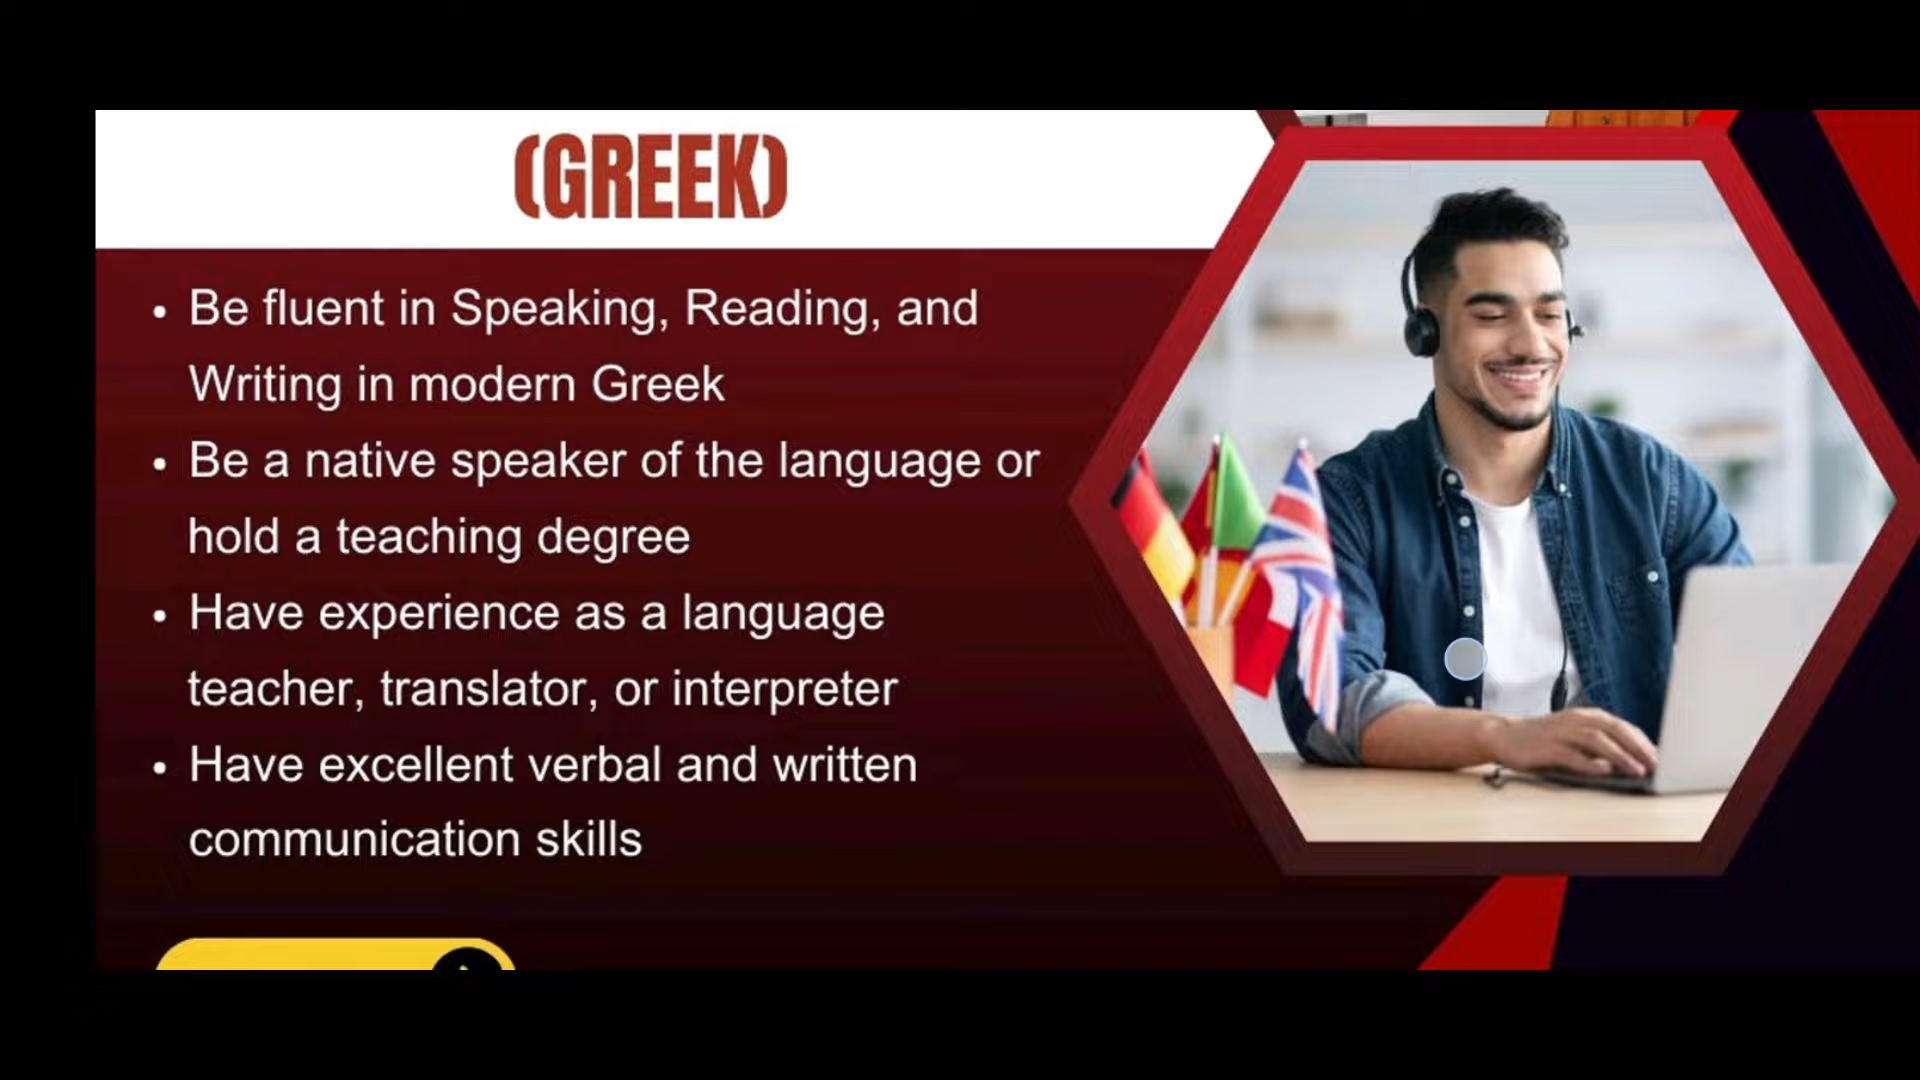 (GREEK)
• Be fluent in Speaking, Reading, and
Writing in modern Greek
• Be a native speaker of the language or
hold a teaching degree
• Have experience as a language
teacher, translator, or interpreter
• Have excellent verbal and written
communication skills